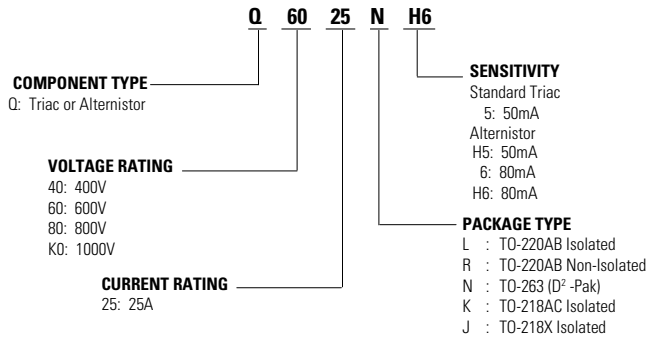 Q 60 25 N H6
COMPONENT TYPE
Q: Triac or Alternistor
VOLTAGE RATING
40: 400V
60: 600V
80: 800V
K0: 1000V
CURRENT RATING
25: 25A
SENSITIVITY
Standard Triac
5: 50mA
Alternistor
H5: 50mA
6: 80mA
H6: 80mA
PACKAGE TYPE
L : TO-220AB Isolated
R : TO-220AB Non-Isolated
N : TO-263 (D² -Pak)
K : TO-218AC Isolated
J : TO-218X Isolated